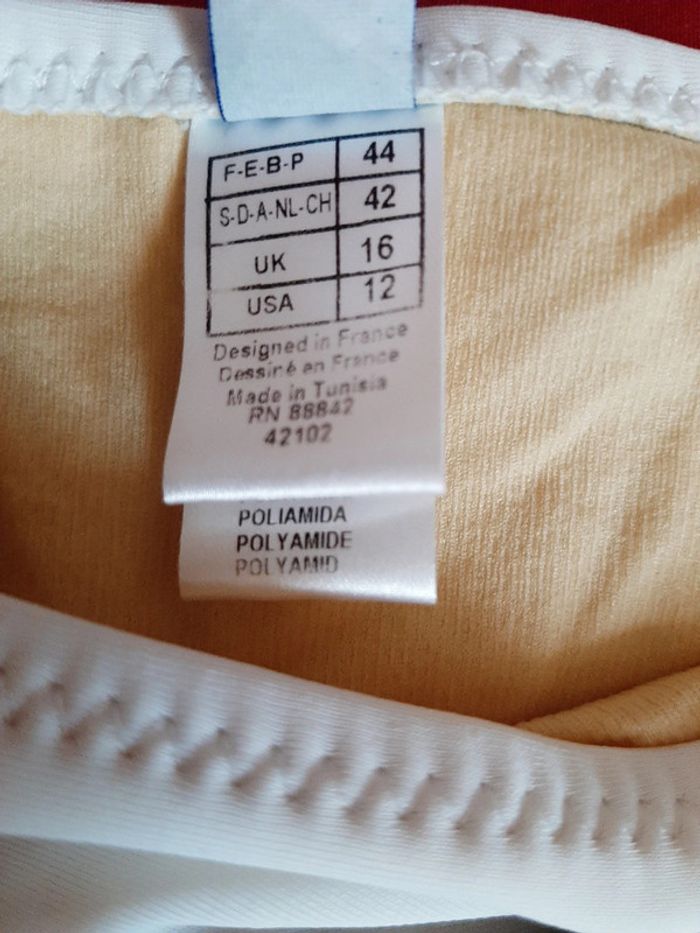 F-E-B-P 44
S-D-A-NL-CH 42
UK 16
USA 12
Designed in France
Dessiné en France
Made in Tunisia
RN 88842
42102
POLIAMIDA
POLYAMIDE
POLYAMID